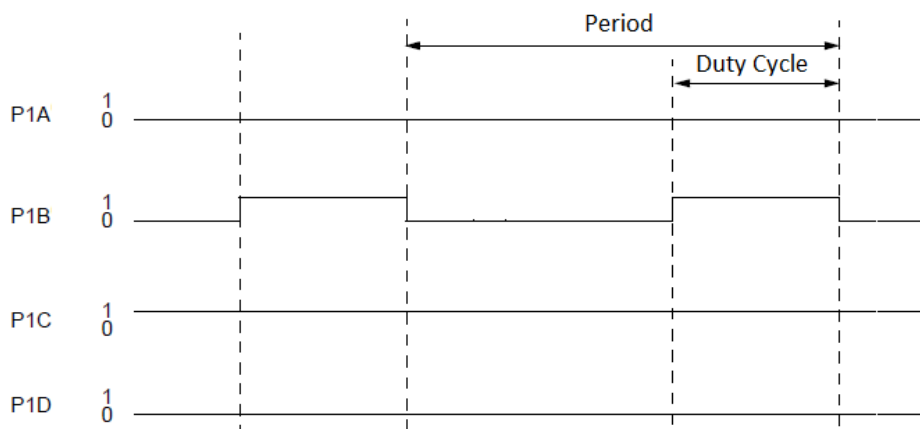 Period
Duty Cycle
P1A 1
0
P1B 1
0
P1C 1
0
P1D 1
0